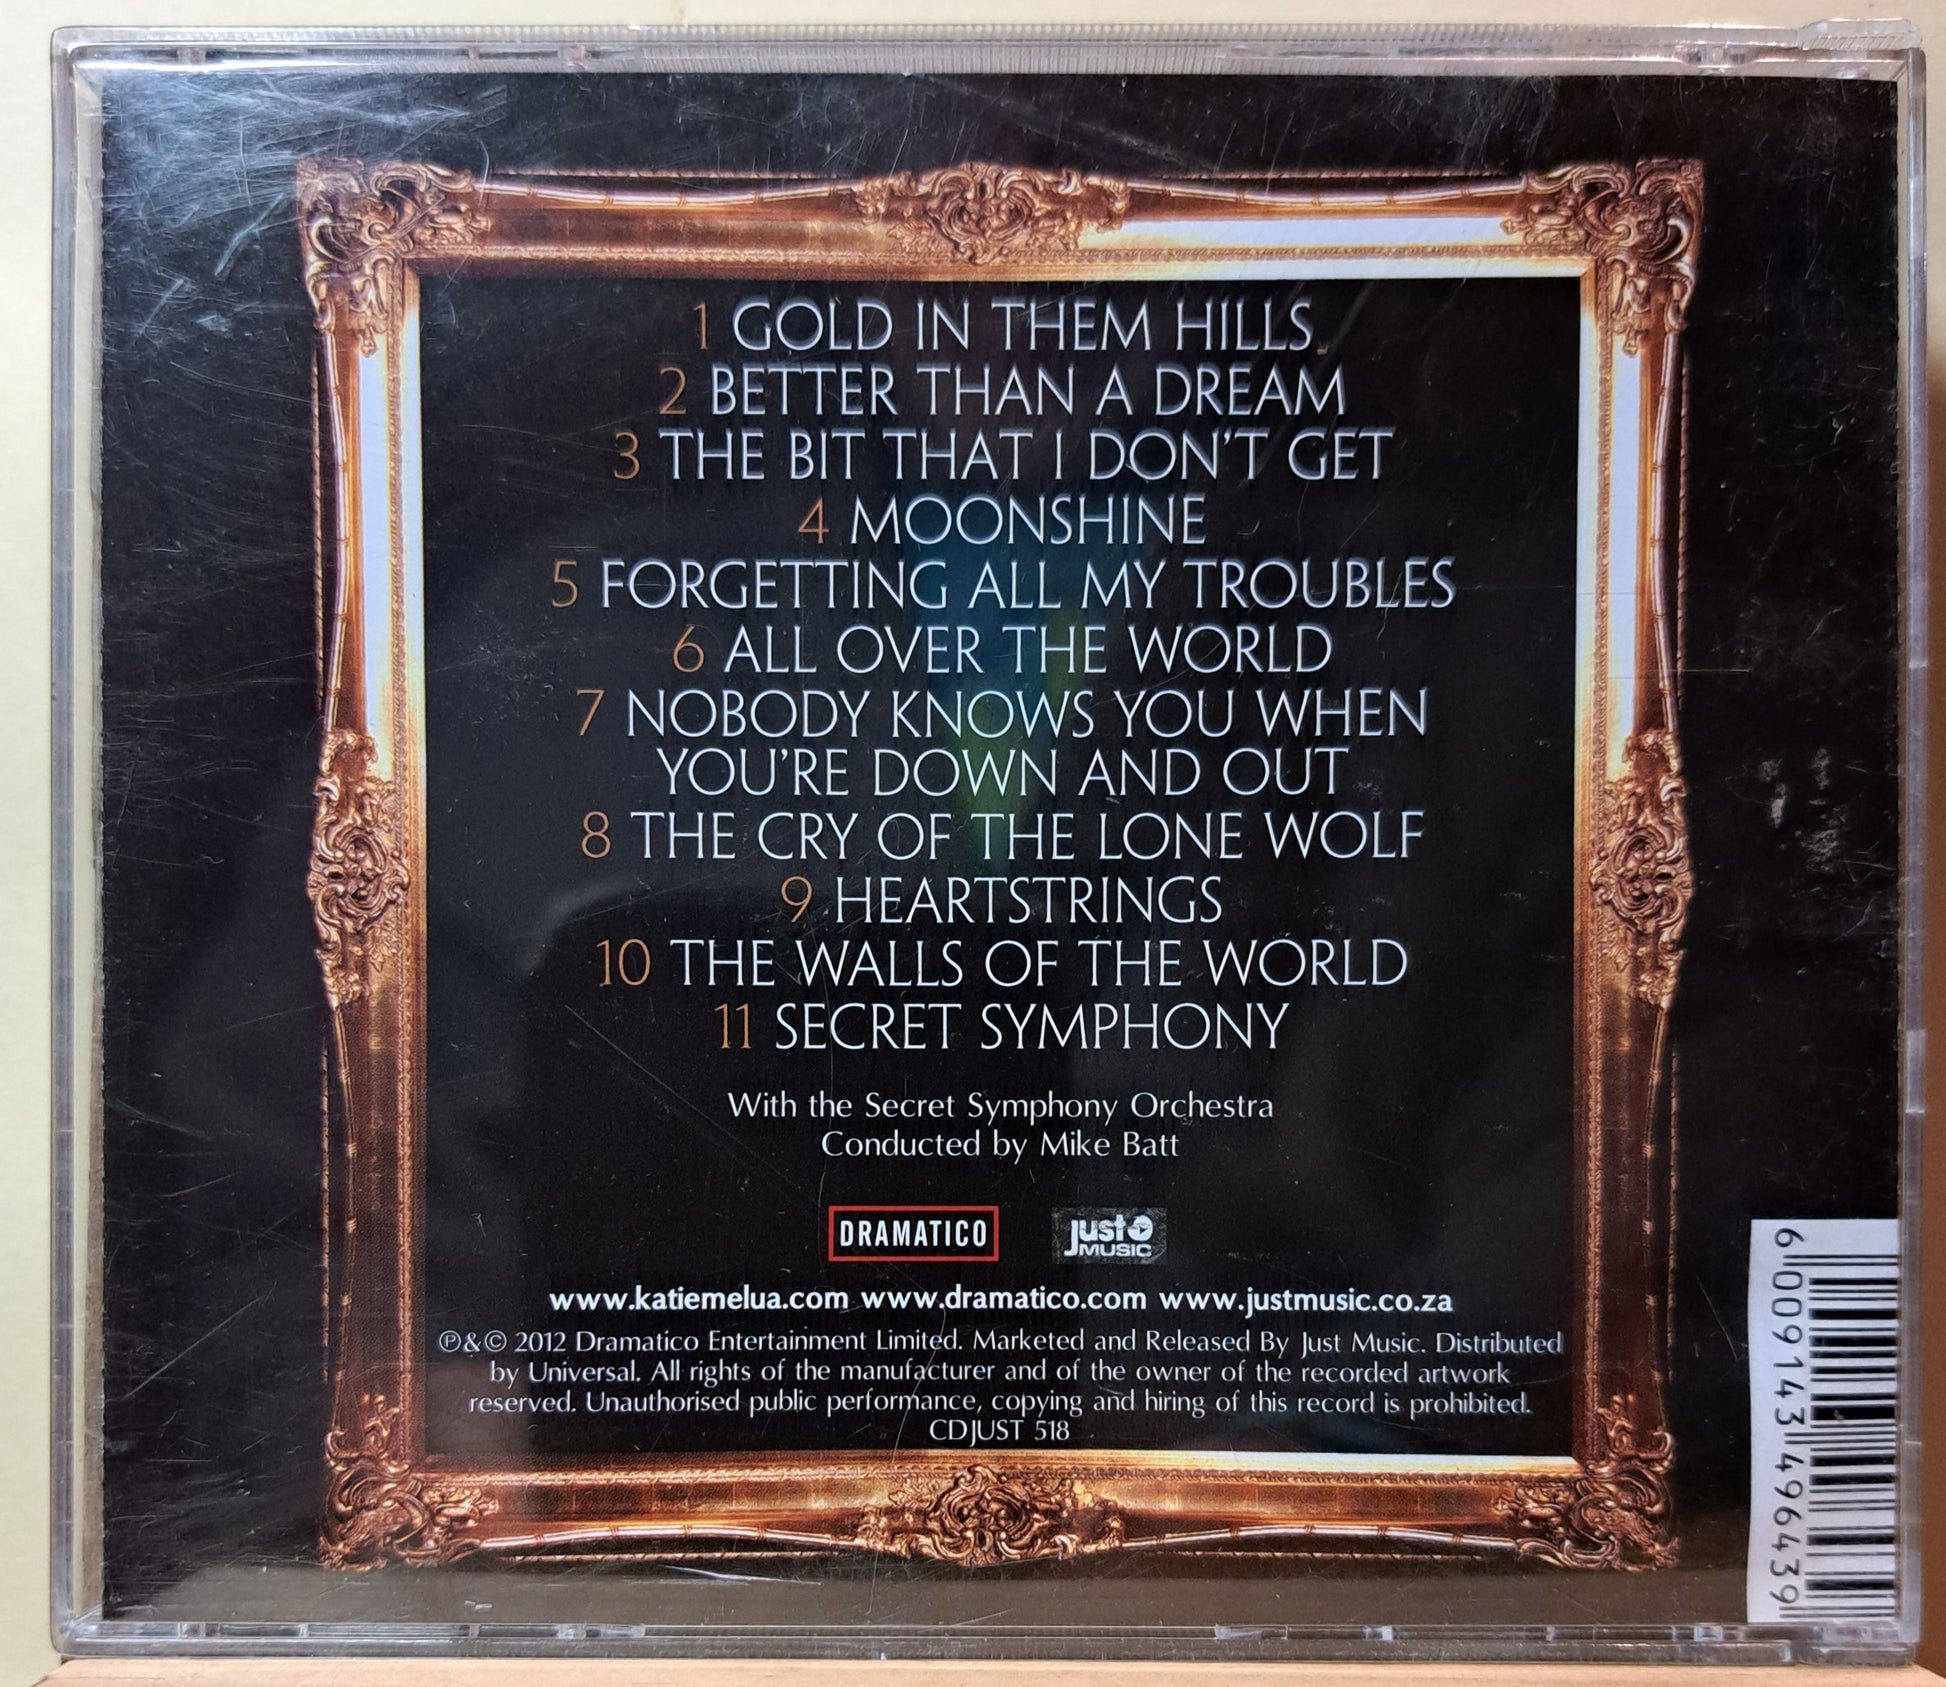 1 GOLD IN THEM HILLS
2 BETTER THAN A DREAM
3 THE BIT THAT I DON'T GET
4 MOONSHINE
5 FORGETTING ALL MY TROUBLES
6 ALL OVER THE WORLD
7 NOBODY KNOWS YOU WHEN
YOU'RE DOWN AND OUT
8 THE CRY OF THE LONE WOLF
9 HEARTSTRINGS
10 THE WALLS OF THE WORLD
11 SECRET SYMPHONY
With the Secret Symphony Orchestra
Conducted by Mike Batt
DRAMATICO
just MUSIC
www.katiemelua.com www.dramatico.com www.justmusic.co.za
℗&© 2012 Dramatico Entertainment Limited. Marketed and Released By Just Music. Distributed
by Universal. All rights of the manufacturer and of the owner of the recorded artwork
reserved. Unauthorised public performance, copying and hiring of this record is prohibited.
CDJUST 518
6 009143 496439